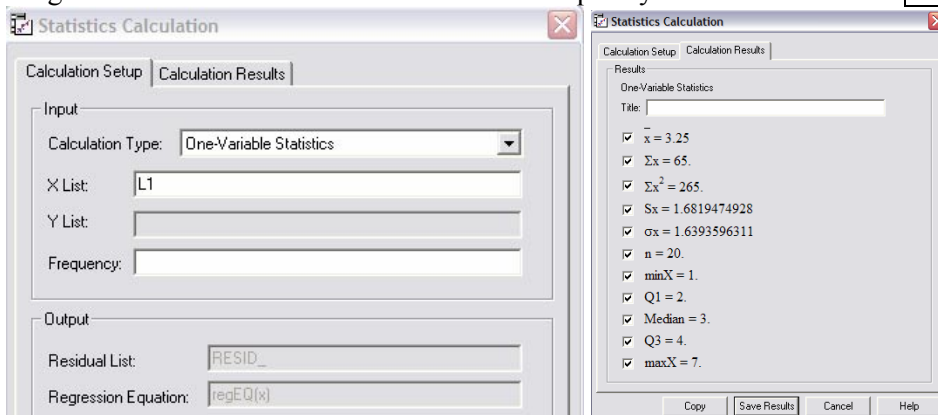 Statistics Calculation
Calculation Setup
Calculation Results
Input
Calculation Type: One-Variable Statistics
X List: L1
Y List:
Frequency:
Output
Residual List: RESID_
Regression Equation: regEQ(x)
Statistics Calculation
Calculation Setup
Calculation Results
Results
One-Variable Statistics
Title:
x̅ = 3.25
Σx = 65.
Σx² = 265.
Sx = 1.6819474928
σx = 1.6393596311
n = 20.
minX = 1.
Q1 = 2.
Median = 3.
Q3 = 4.
maxX = 7.
Copy
Save Results
Cancel
Help